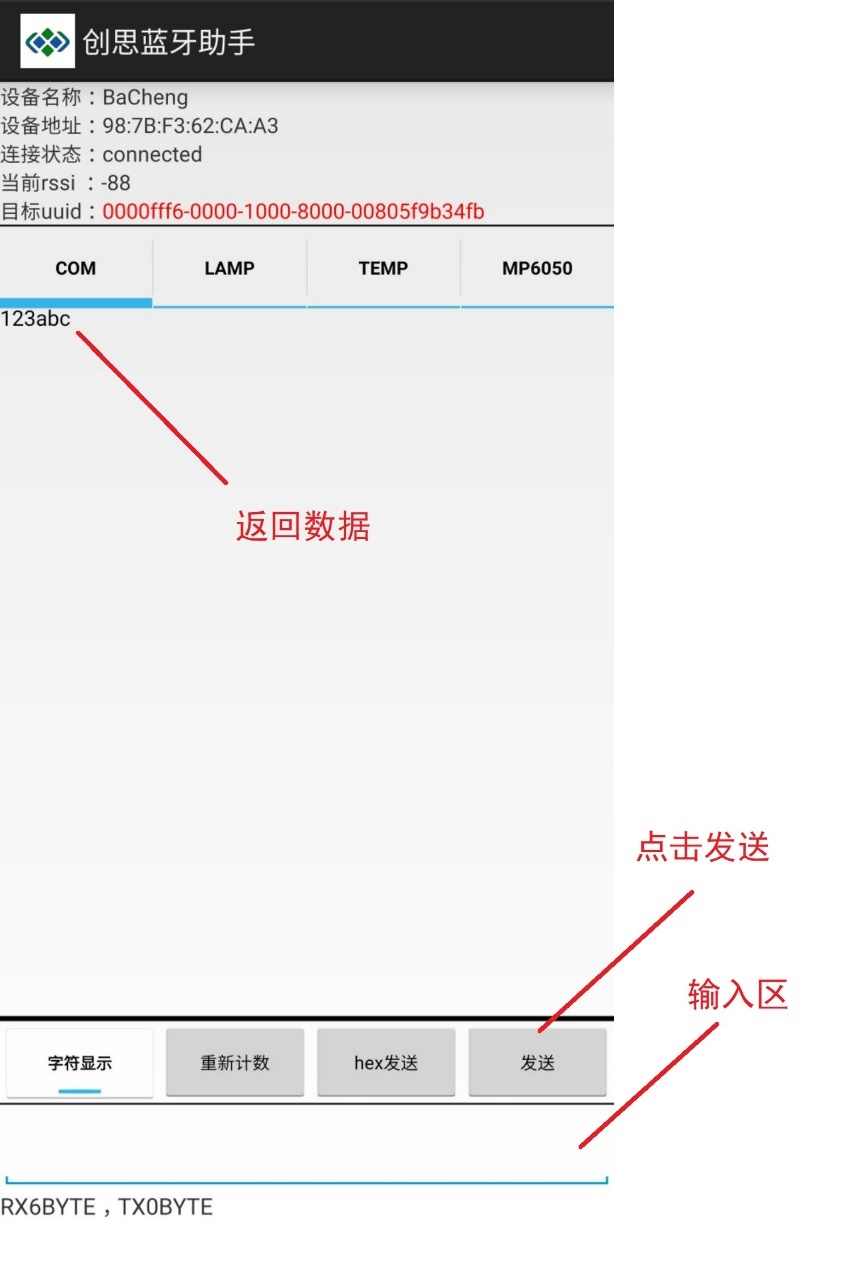 创思蓝牙助手
设备名称：BaCheng
设备地址：98:7B:F3:62:CA:A3
连接状态：connected
当前rssi ：-88
目标uuid：0000fff6-0000-1000-8000-00805f9b34fb
COM LAMP TEMP MP6050
123abc
返回数据
点击发送
输入区
字符显示 重新计数 hex发送 发送
RX6BYTE，TX0BYTE